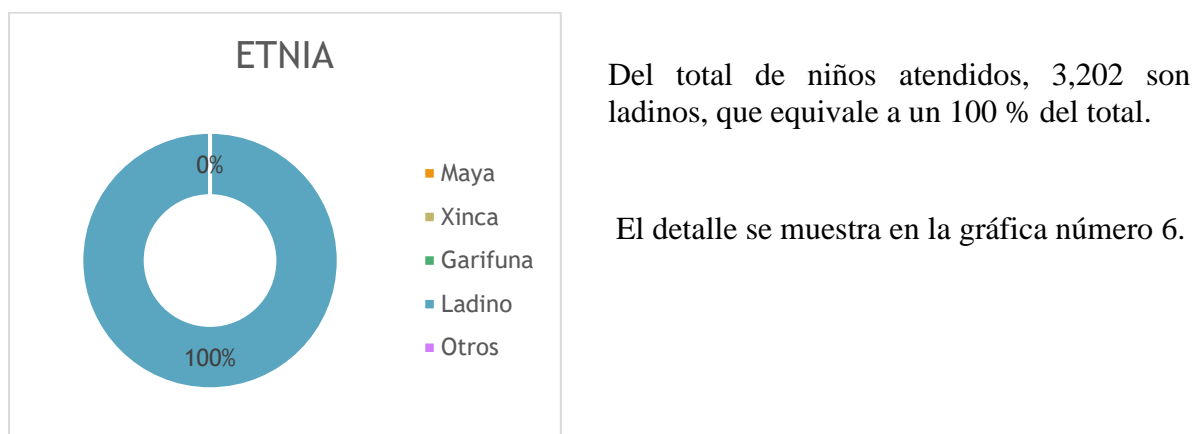 ETNIA
0%
100%
Maya
Xinca
Garifuna
Ladino
Otros
Del total de niños atendidos, 3,202 son
ladinos, que equivale a un 100 % del total.
El detalle se muestra en la gráfica número 6.